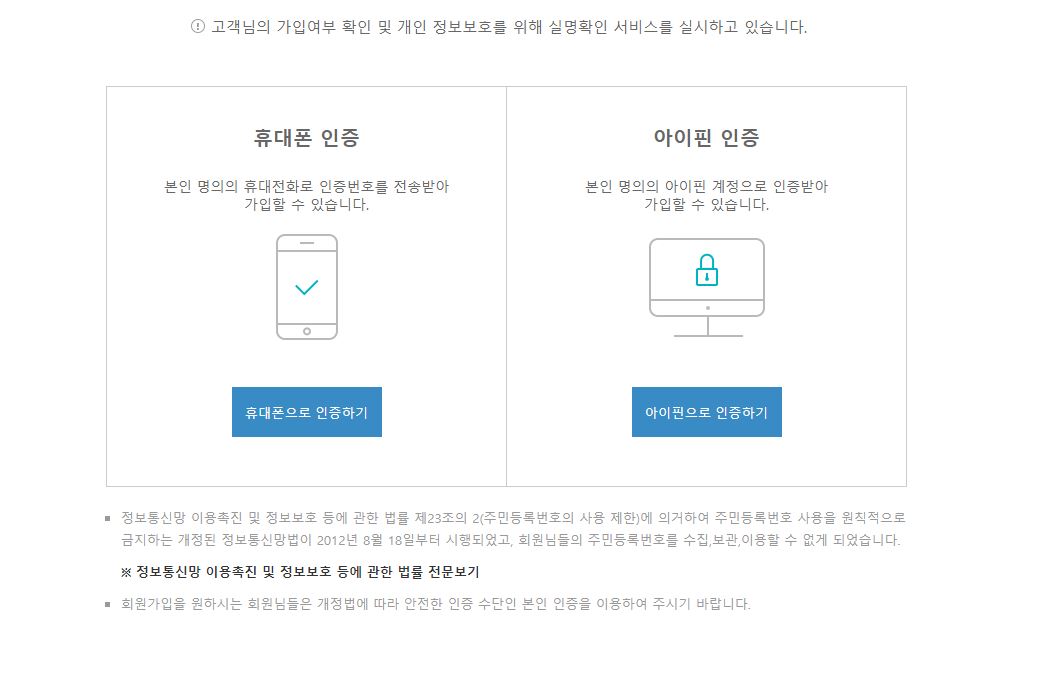 고객님의 가입여부 확인 및 개인 정보보호를 위해 실명확인 서비스를 실시하고 있습니다.
휴대폰 인증
본인 명의의 휴대전화로 인증번호를 전송받아
가입할 수 있습니다.
휴대폰으로 인증하기
아이핀 인증
본인 명의의 아이핀 계정으로 인증받아
가입할 수 있습니다.
아이핀으로 인증하기
정보통신망 이용촉진 및 정보보호 등에 관한 법률 제23조의 2(주민등록번호의 사용 제한)에 의거하여 주민등록번호 사용을 원칙적으로
금지하는 개정된 정보통신망법이 2012년 8월 18일부터 시행되었고, 회원님들의 주민등록번호를 수집,보관,이용할 수 없게 되었습니다.
※ 정보통신망 이용촉진 및 정보보호 등에 관한 법률 전문보기
회원가입을 원하시는 회원님들은 개정법에 따라 안전한 인증 수단인 본인 인증을 이용하여 주시기 바랍니다.